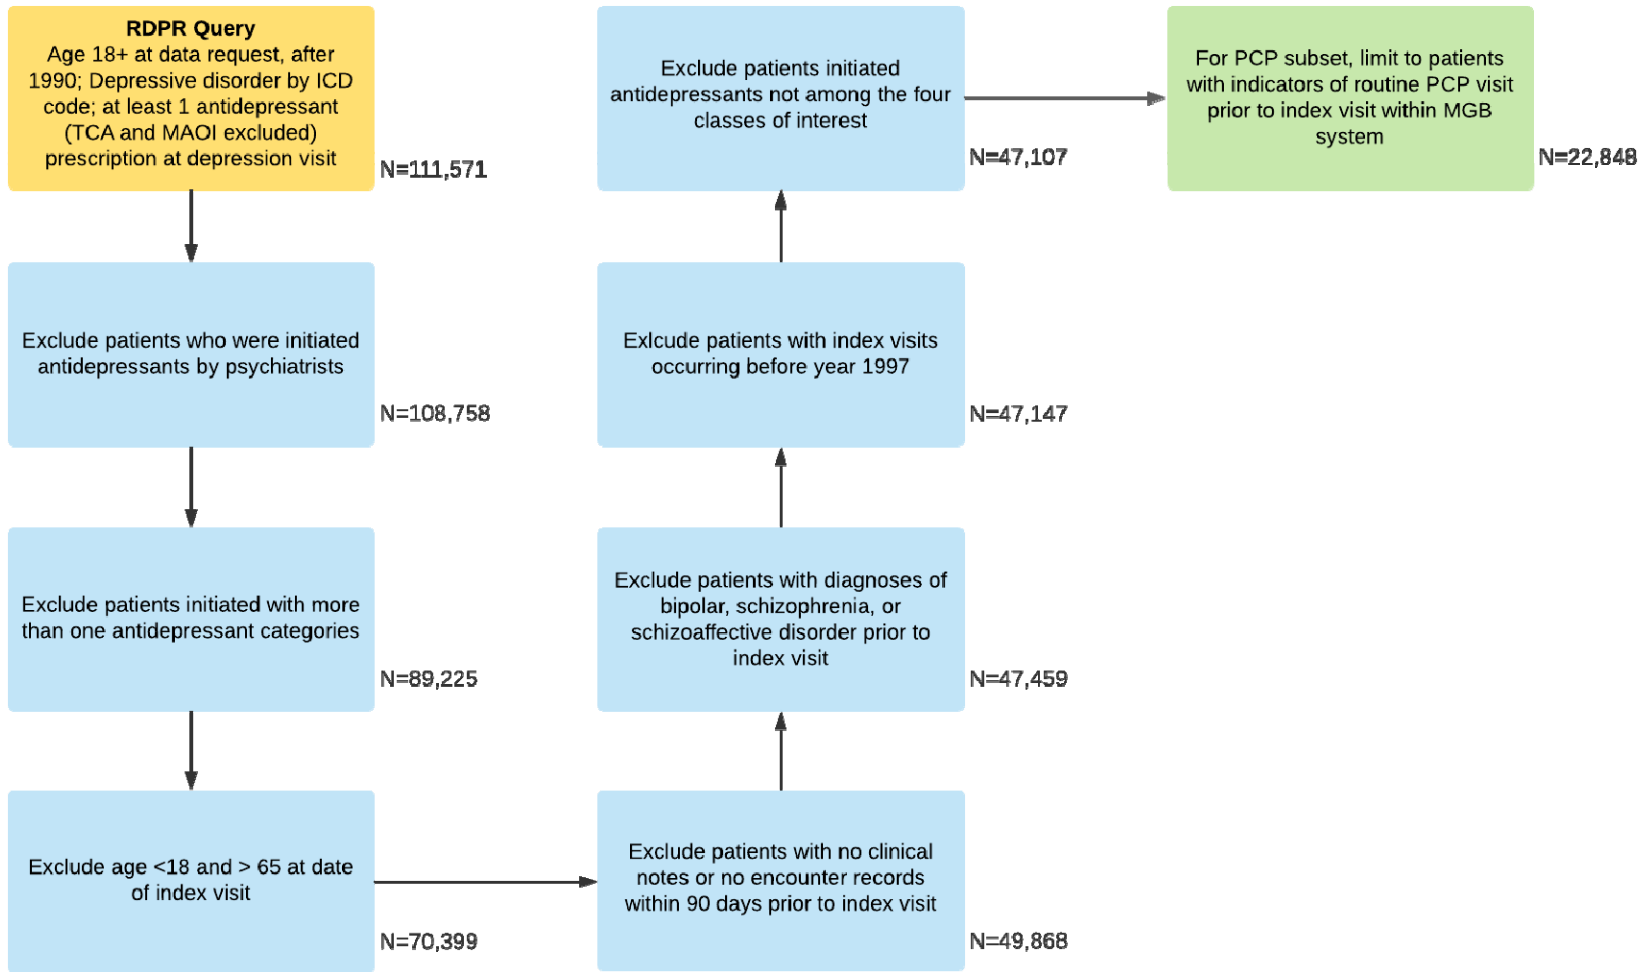 RDPR Query
Age 18+ at data request, after
1990; Depressive disorder by ICD
code; at least 1 antidepressant
(TCA and MAOI excluded)
prescription at depression visit
N=111,571
Exclude patients who were initiated
antidepressants by psychiatrists
N=108,758
Exclude patients initiated with more
than one antidepressant categories
N=89,225
Exclude age <18 and > 65 at date
of index visit
N=70,399
Exclude patients with no clinical
notes or no encounter records
within 90 days prior to index visit
N=49,868
Exclude patients with diagnoses of
bipolar, schizophrenia, or
schizoaffective disorder prior to
index visit
N=47,459
Exlcude patients with index visits
occurring before year 1997
N=47,147
Exclude patients initiated
antidepressants not among the four
classes of interest
N=47,107
For PCP subset, limit to patients
with indicators of routine PCP visit
prior to index visit within MGB
system
N=22,848